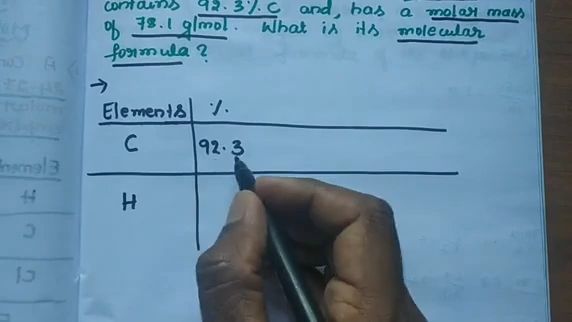 contains 92.3% C and, has a molar mass
of 78.1 g/mol. What is its molecular
formula?
→
Elements %.
C 92.3
H